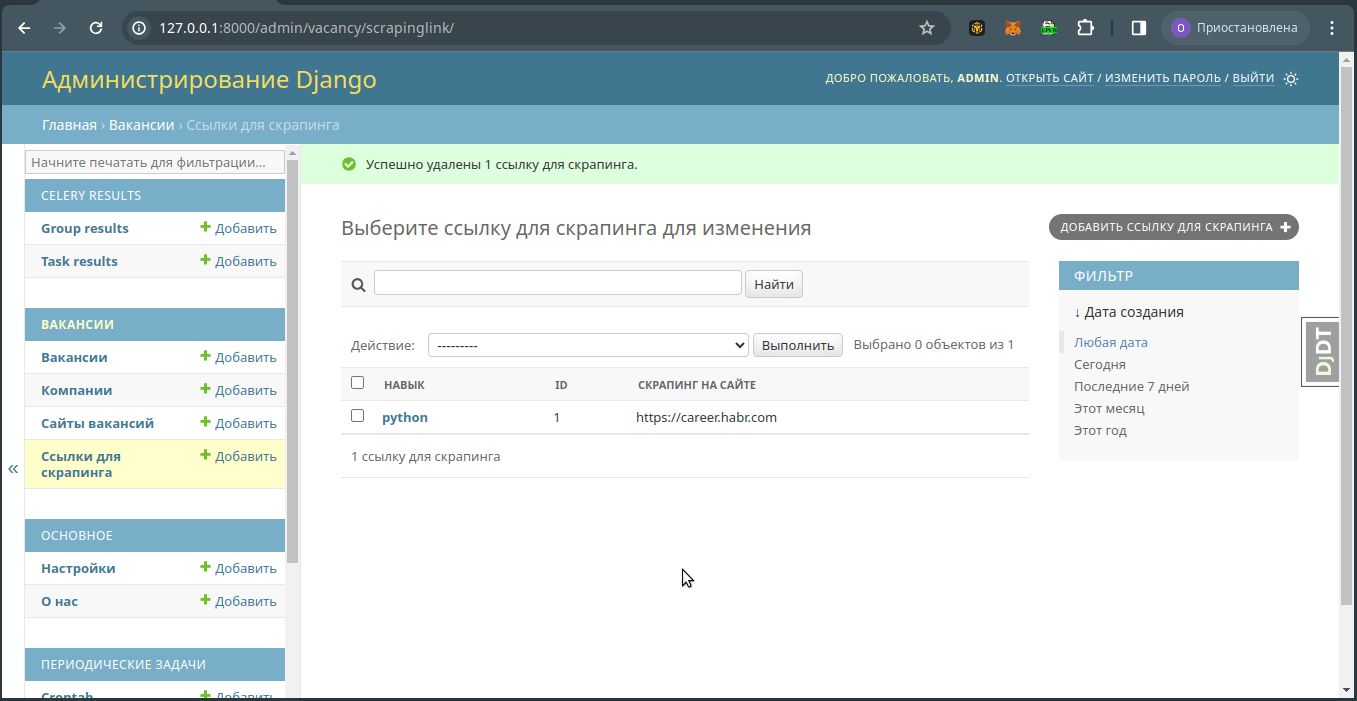 127.0.0.1:8000/admin/vacancy/scrapinglink/
O Приостановлена
Администрирование Django
ДОБРО ПОЖАЛОВАТЬ, ADMIN. ОТКРЫТЬ САЙТ / ИЗМЕНИТЬ ПАРОЛЬ / ВЫЙТИ
Главная › Вакансии › Ссылки для скрапинга
Начните печатать для фильтрации...
CELERY RESULTS
Group results Добавить
Task results Добавить
ВАКАНСИИ
Вакансии Добавить
Компании Добавить
Сайты вакансий Добавить
Ссылки для скрапинга Добавить
«
ОСНОВНОЕ
Настройки Добавить
О нас Добавить
ПЕРИОДИЧЕСКИЕ ЗАДАЧИ
Crontab Добавить
Успешно удалены 1 ссылку для скрапинга.
Выберите ссылку для скрапинга для изменения
ДОБАВИТЬ ССЫЛКУ ДЛЯ СКРАПИНГА
Найти
Действие: --------- Выполнить Выбрано 0 объектов из 1
НАВЫК ID СКРАПИНГ НА САЙТЕ
python 1 https://career.habr.com
1 ссылку для скрапинга
ФИЛЬТР
↓ Дата создания
Любая дата
Сегодня
Последние 7 дней
Этот месяц
Этот год
DJDT